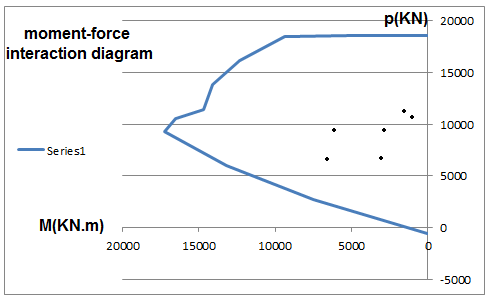 moment-force
interaction diagram
p(KN)
20000
15000
10000
5000
0
-5000
Series1
M(KN.m)
20000 15000 10000 5000 0